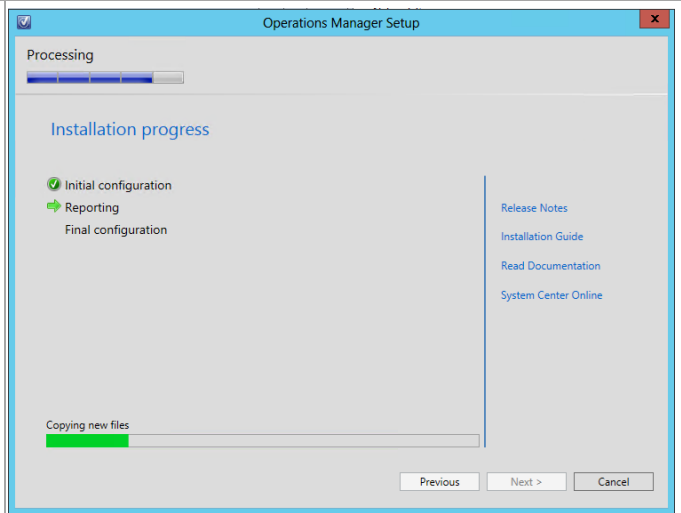 Operations Manager Setup
x
Processing
Installation progress
Initial configuration
Reporting
Final configuration
Release Notes
Installation Guide
Read Documentation
System Center Online
Copying new files
Previous
Next >
Cancel